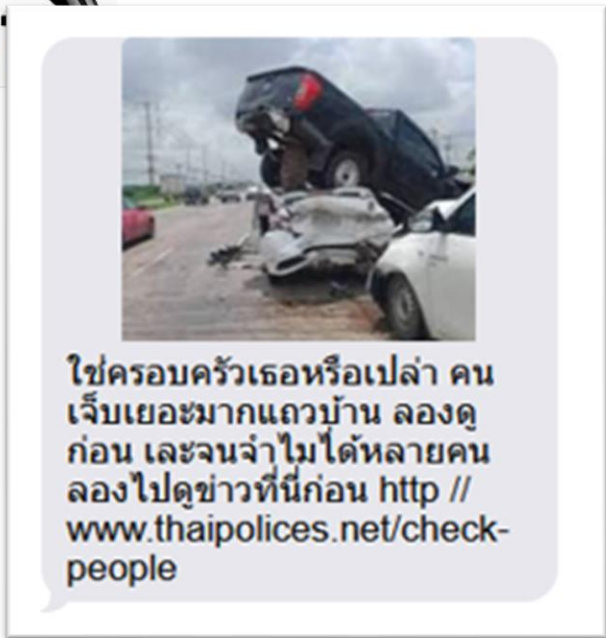 ใช่ครอบครัวเธอหรือเปล่า คน
เจ็บเยอะมากแถวบ้าน ลองดู
ก่อน เละจนจำไม่ได้หลายคน
ลองไปดูข่าวที่นี่ก่อน http //
www.thaipolices.net/check-
people